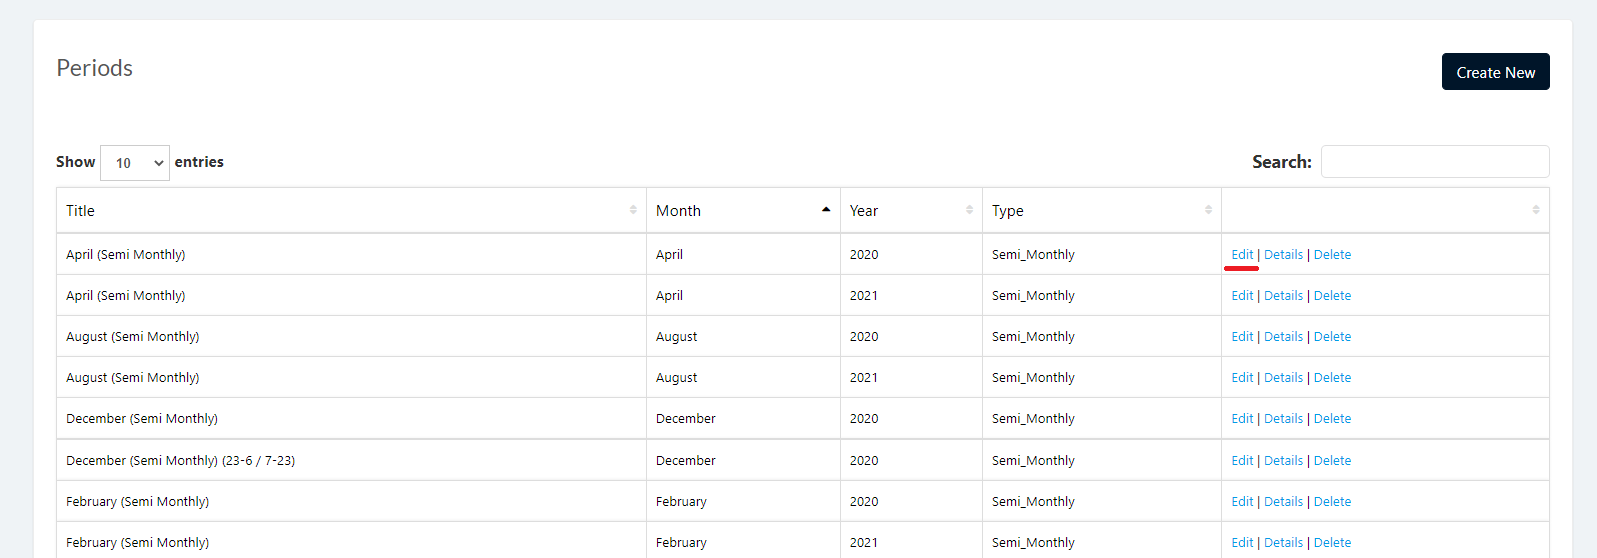 Periods
Create New
Show 10 entries
Search:
Title Month Year Type
April (Semi Monthly) April 2020 Semi_Monthly Edit | Details | Delete
April (Semi Monthly) April 2021 Semi_Monthly Edit | Details | Delete
August (Semi Monthly) August 2020 Semi_Monthly Edit | Details | Delete
August (Semi Monthly) August 2021 Semi_Monthly Edit | Details | Delete
December (Semi Monthly) December 2020 Semi_Monthly Edit | Details | Delete
December (Semi Monthly) (23-6 / 7-23) December 2020 Semi_Monthly Edit | Details | Delete
February (Semi Monthly) February 2020 Semi_Monthly Edit | Details | Delete
February (Semi Monthly) February 2021 Semi_Monthly Edit | Details | Delete